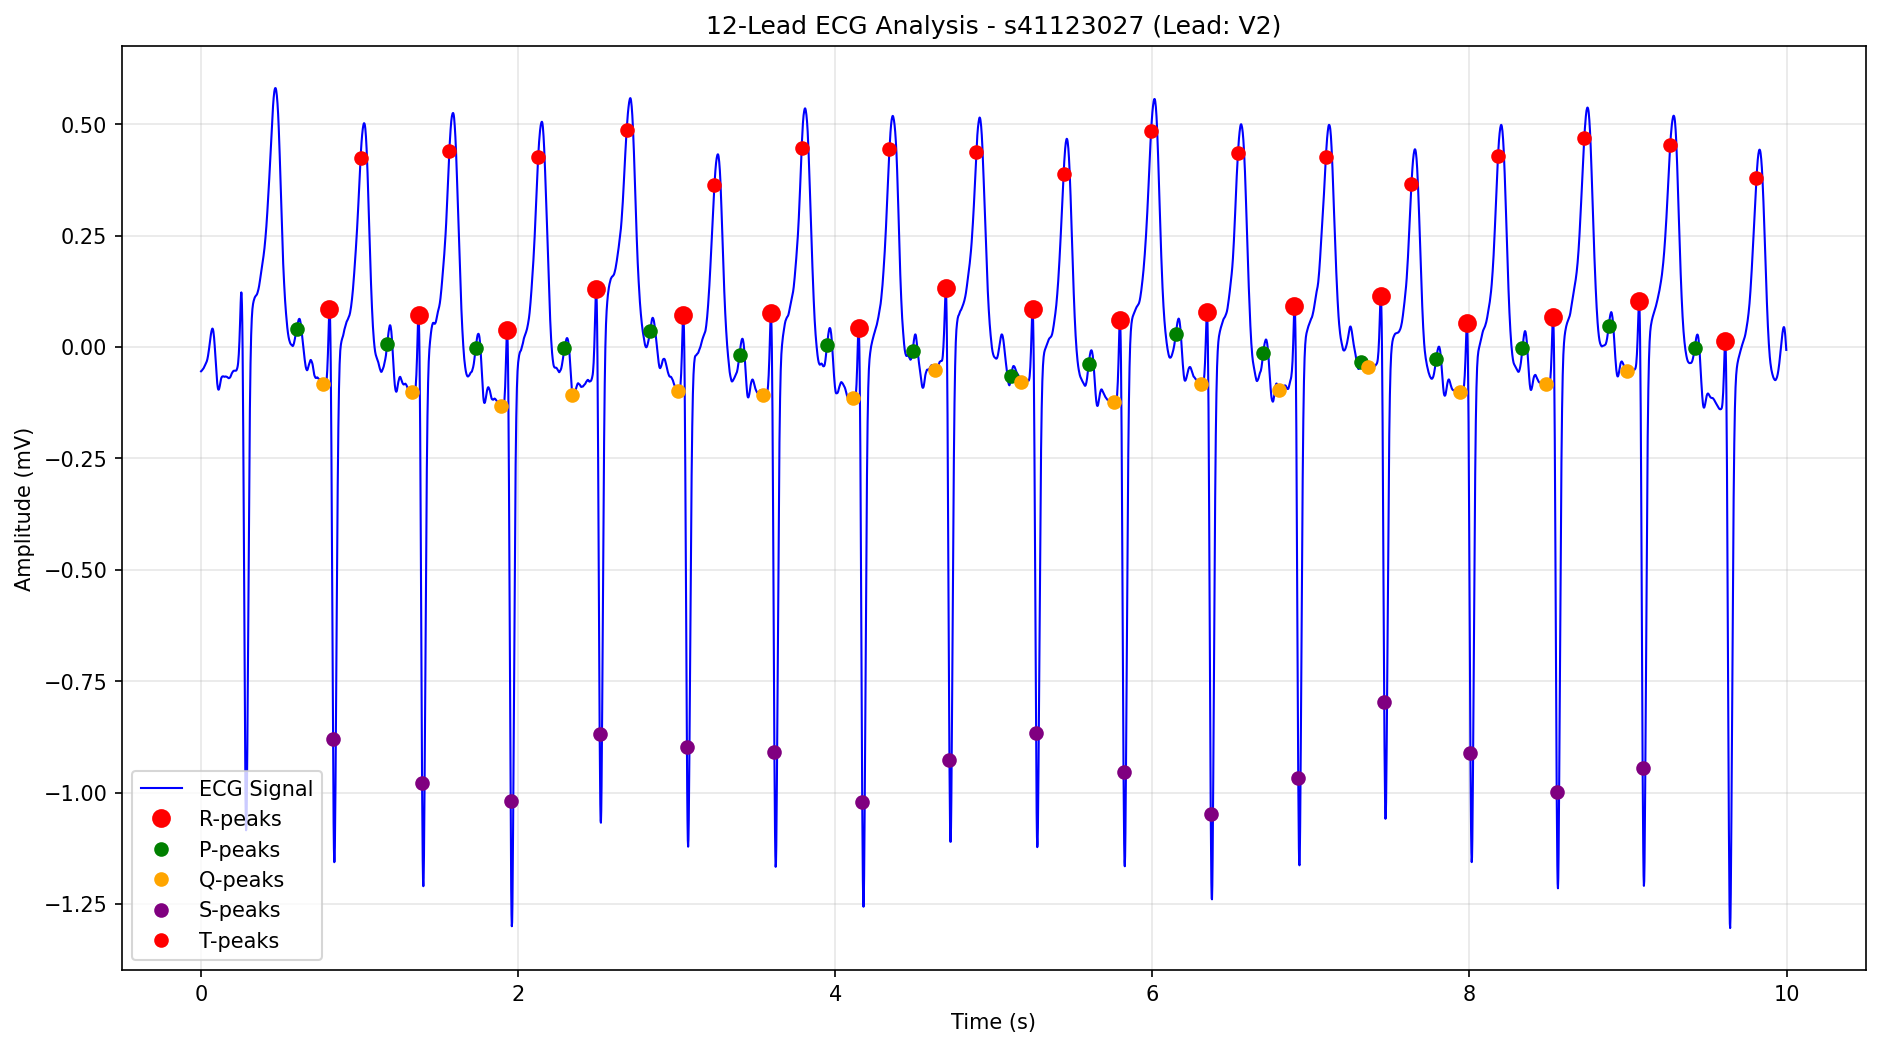 12-Lead ECG Analysis - s41123027 (Lead: V2)
Amplitude (mV)
0.50
0.25
0.00
−0.25
−0.50
−0.75
−1.00
−1.25
ECG Signal
R-peaks
P-peaks
Q-peaks
S-peaks
T-peaks
0 2 4 6 8 10
Time (s)